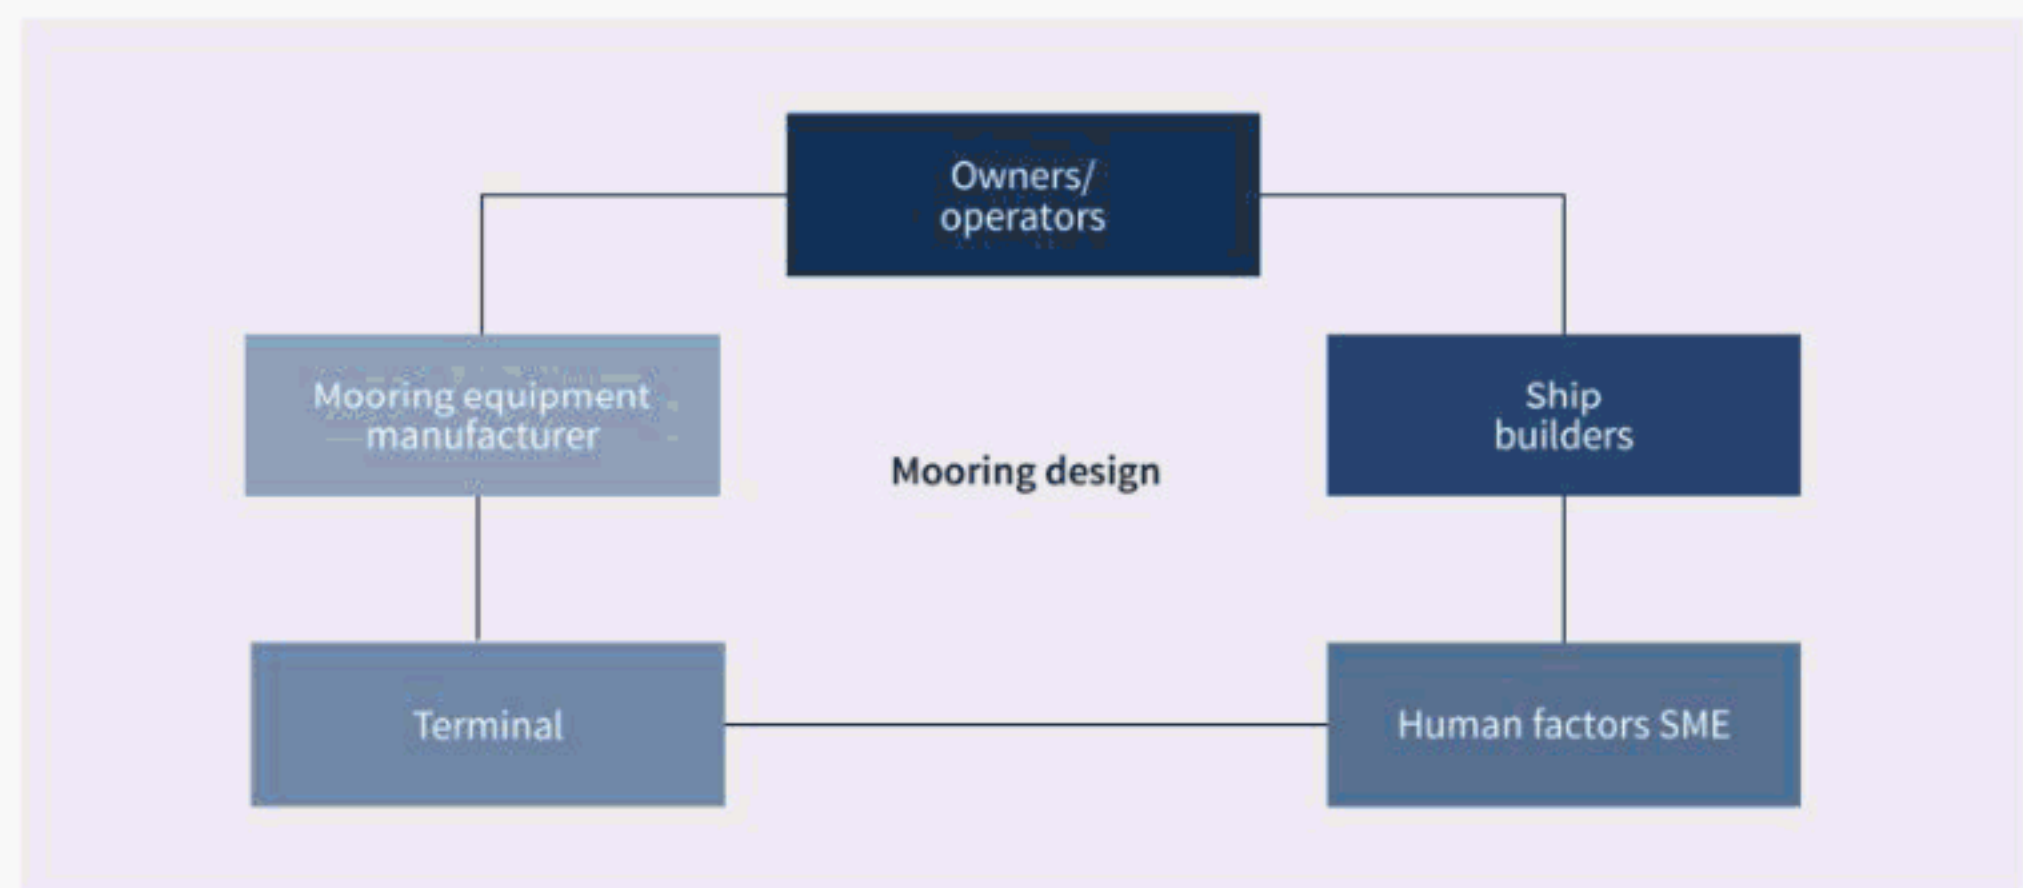 Owners/
operators
Mooring equipment
manufacturer
Ship
builders
Mooring design
Terminal
Human factors SME